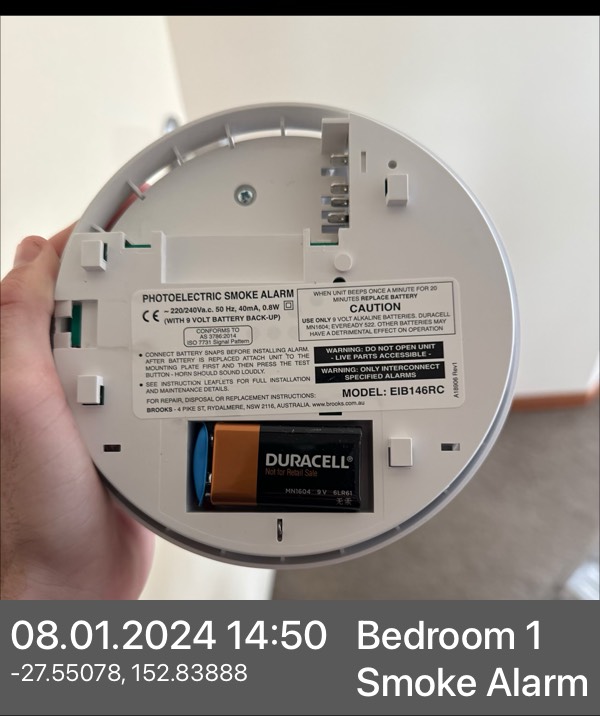 PHOTOELECTRIC SMOKE ALARM
CE ~ 220/240Va.c. 50 Hz, 40mA, 0.8W
(WITH 9 VOLT BATTERY BACK-UP)
CONFORMS TO
AS 3786:2014
ISO 7731 Signal Pattern
WHEN UNIT BEEPS ONCE A MINUTE FOR 20
MINUTES REPLACE BATTERY
CAUTION
USE ONLY 9 VOLT ALKALINE BATTERIES, DURACELL
MN1604; EVEREADY 522. OTHER BATTERIES MAY
HAVE A DETRIMENTAL EFFECT ON OPERATION
• CONNECT BATTERY SNAPS BEFORE INSTALLING ALARM.
AFTER BATTERY IS REPLACED ATTACH UNIT TO THE
MOUNTING PLATE FIRST AND THEN PRESS THE TEST
BUTTON - HORN SHOULD SOUND LOUDLY.
• SEE INSTRUCTION LEAFLETS FOR FULL INSTALLATION
AND MAINTENANCE DETAILS.
WARNING: DO NOT OPEN UNIT
- LIVE PARTS ACCESSIBLE -
WARNING: ONLY INTERCONNECT
SPECIFIED ALARMS
FOR REPAIR, DISPOSAL OR REPLACEMENT INSTRUCTIONS:
MODEL: EIB146RC
BROOKS - 4 PIKE ST, RYDALMERE, NSW 2116, AUSTRALIA. www.brooks.com.au
A18906 Rev1
DURACELL®
Not for Retail Sale
MN1604 9V 6LR61
08.01.2024 14:50
-27.55078, 152.83888
Bedroom 1
Smoke Alarm